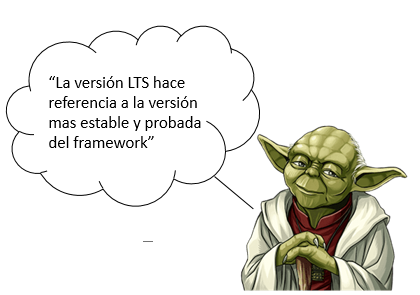 “La versión LTS hace
referencia a la versión
mas estable y probada
del framework”